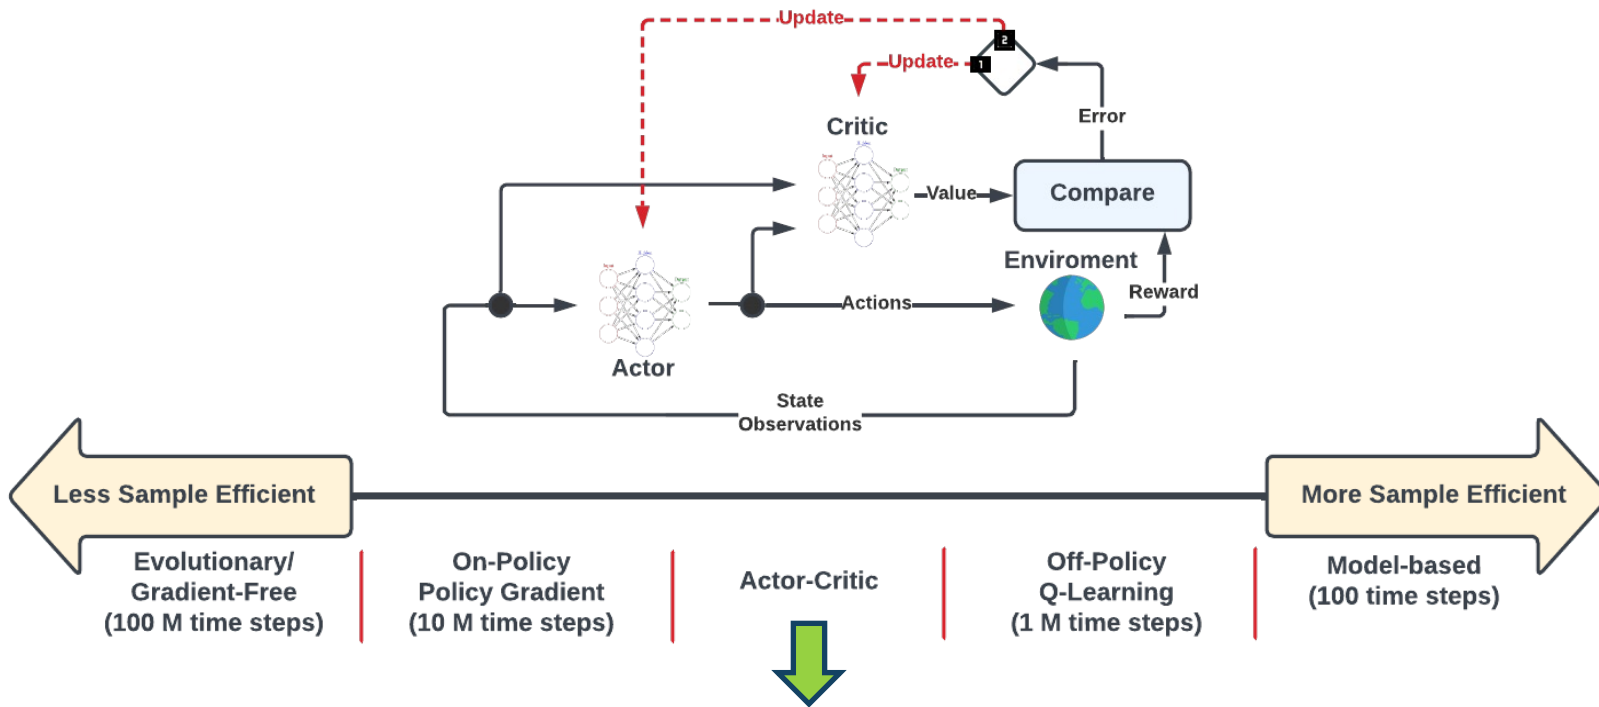 Update
2
1
Update
Error
Critic
Value
Compare
Enviroment
Reward
Actions
Actor
State
Observations
Less Sample Efficient
More Sample Efficient
Evolutionary/
Gradient-Free
(100 M time steps)
On-Policy
Policy Gradient
(10 M time steps)
Actor-Critic
Off-Policy
Q-Learning
(1 M time steps)
Model-based
(100 time steps)